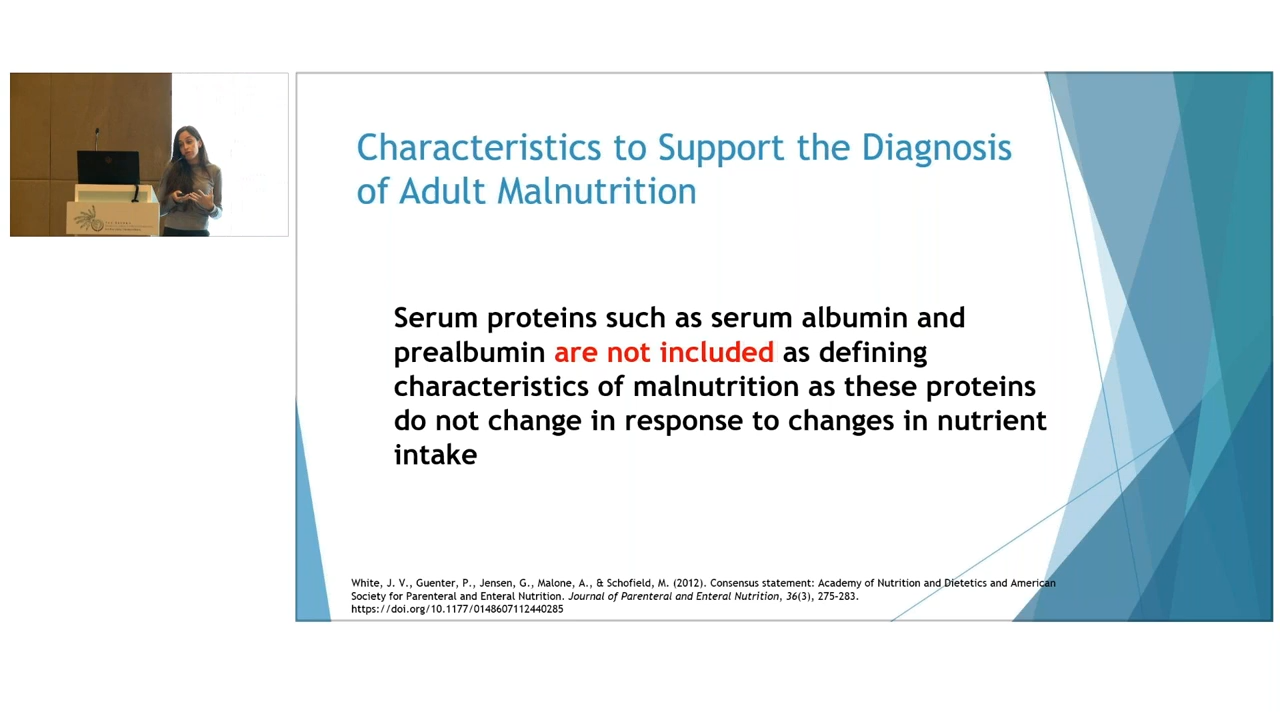 Characteristics to Support the Diagnosis
of Adult Malnutrition
Serum proteins such as serum albumin and
prealbumin are not included as defining
characteristics of malnutrition as these proteins
do not change in response to changes in nutrient
intake
White, J. V., Guenter, P., Jensen, G., Malone, A., & Schofield, M. (2012). Consensus statement: Academy of Nutrition and Dietetics and American
Society for Parenteral and Enteral Nutrition. Journal of Parenteral and Enteral Nutrition, 36(3), 275–283.
https://doi.org/10.1177/0148607112440285